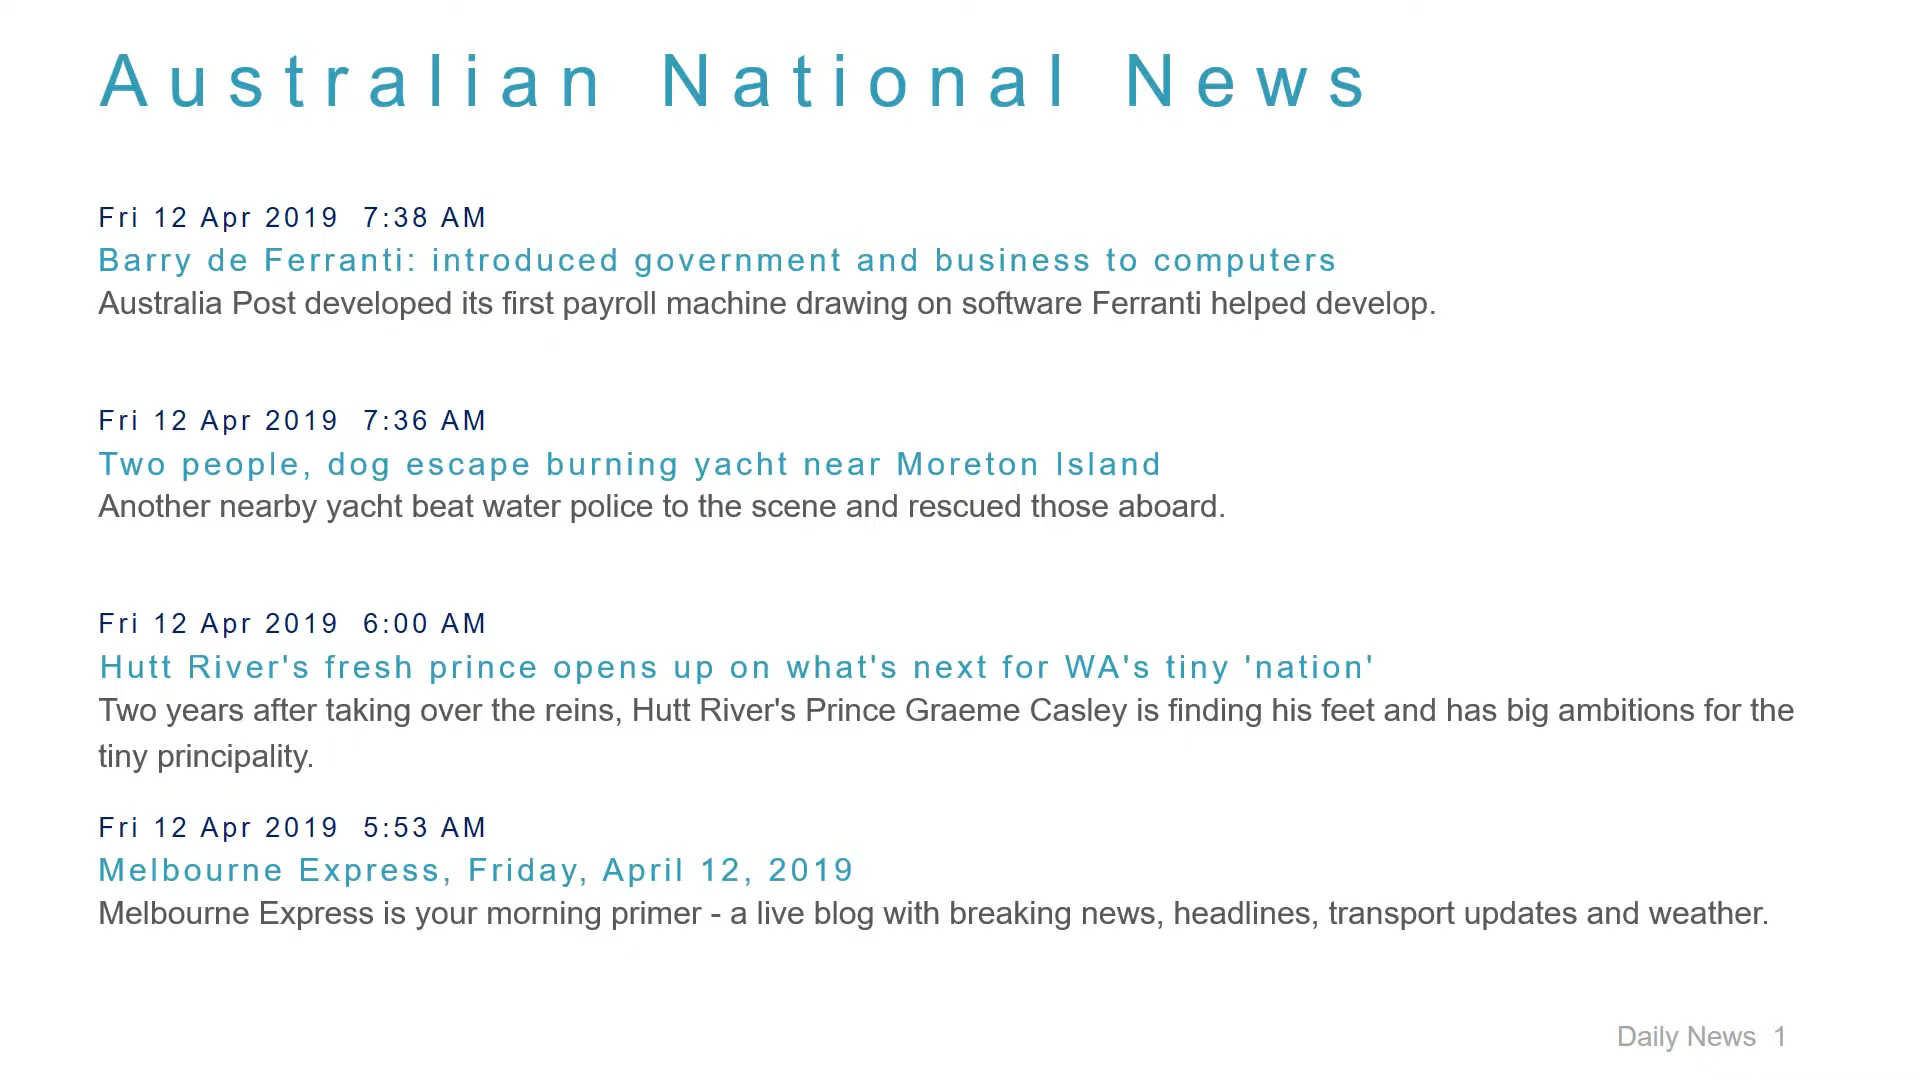 Australian National News
Fri 12 Apr 2019 7:38 AM
Barry de Ferranti: introduced government and business to computers
Australia Post developed its first payroll machine drawing on software Ferranti helped develop.
Fri 12 Apr 2019 7:36 AM
Two people, dog escape burning yacht near Moreton Island
Another nearby yacht beat water police to the scene and rescued those aboard.
Fri 12 Apr 2019 6:00 AM
Hutt River's fresh prince opens up on what's next for WA's tiny 'nation'
Two years after taking over the reins, Hutt River's Prince Graeme Casley is finding his feet and has big ambitions for the
tiny principality.
Fri 12 Apr 2019 5:53 AM
Melbourne Express, Friday, April 12, 2019
Melbourne Express is your morning primer - a live blog with breaking news, headlines, transport updates and weather.
Daily News 1